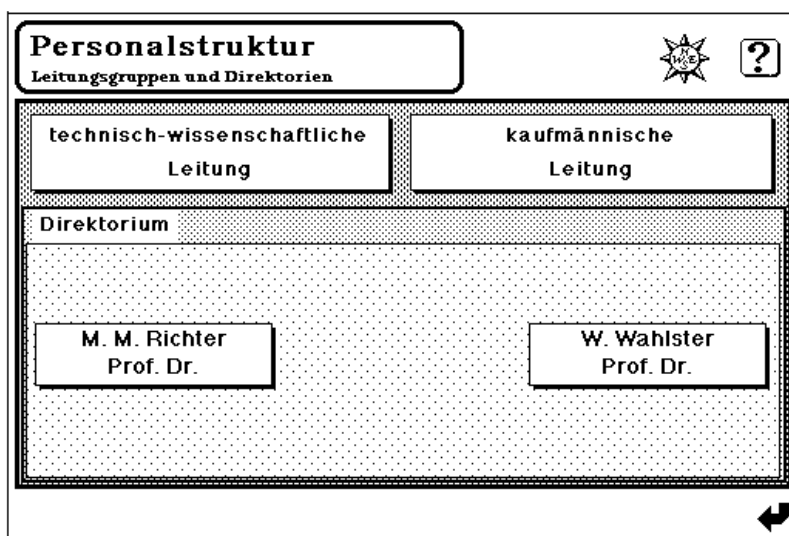 Personalstruktur
Leitungsgruppen und Direktorien
N
W E
S
?
technisch-wissenschaftliche
Leitung
kaufmännische
Leitung
Direktorium
M. M. Richter
Prof. Dr.
W. Wahlster
Prof. Dr.